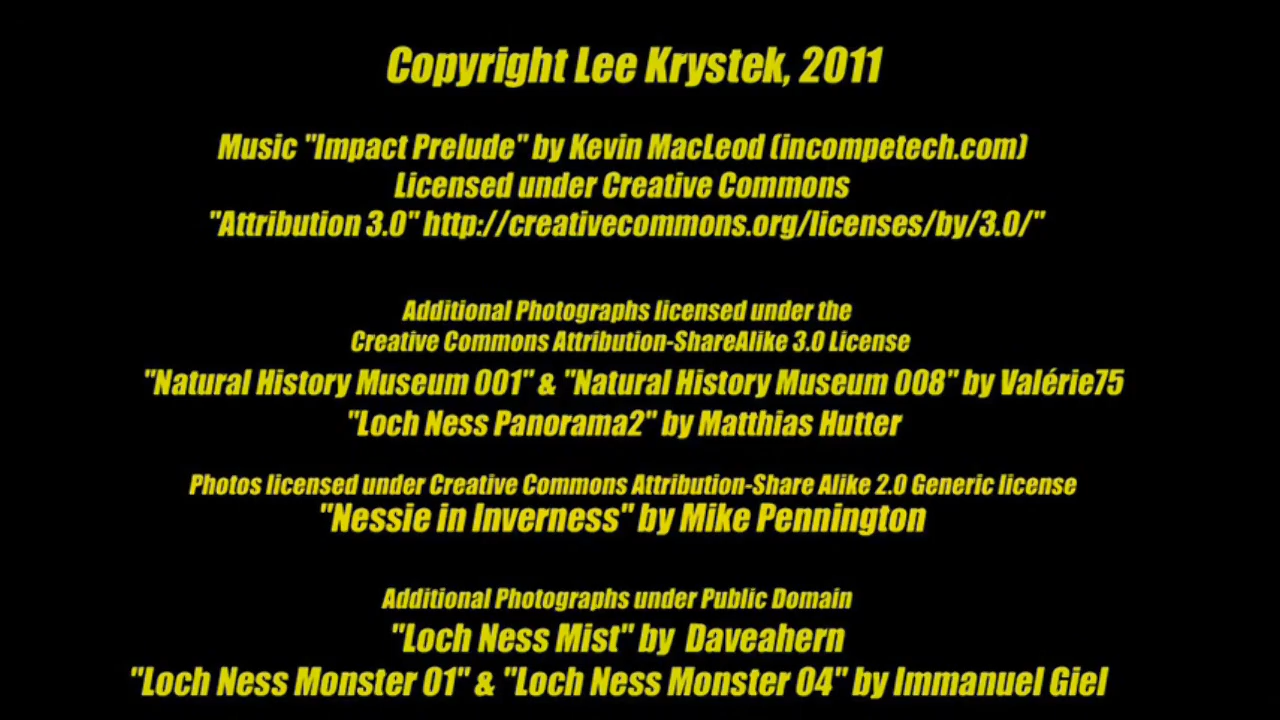 Copyright Lee Krystek, 2011
Music "Impact Prelude" by Kevin MacLeod (incompetech.com)
Licensed under Creative Commons
"Attribution 3.0" http://creativecommons.org/licenses/by/3.0/"
Additional Photographs licensed under the
Creative Commons Attribution-ShareAlike 3.0 License
"Natural History Museum 001" & "Natural History Museum 008" by Valérie75
"Loch Ness Panorama2" by Matthias Hutter
Photos licensed under Creative Commons Attribution-Share Alike 2.0 Generic license
"Nessie in Inverness" by Mike Pennington
Additional Photographs under Public Domain
"Loch Ness Mist" by Daveahern
"Loch Ness Monster 01" & "Loch Ness Monster 04" by Immanuel Giel